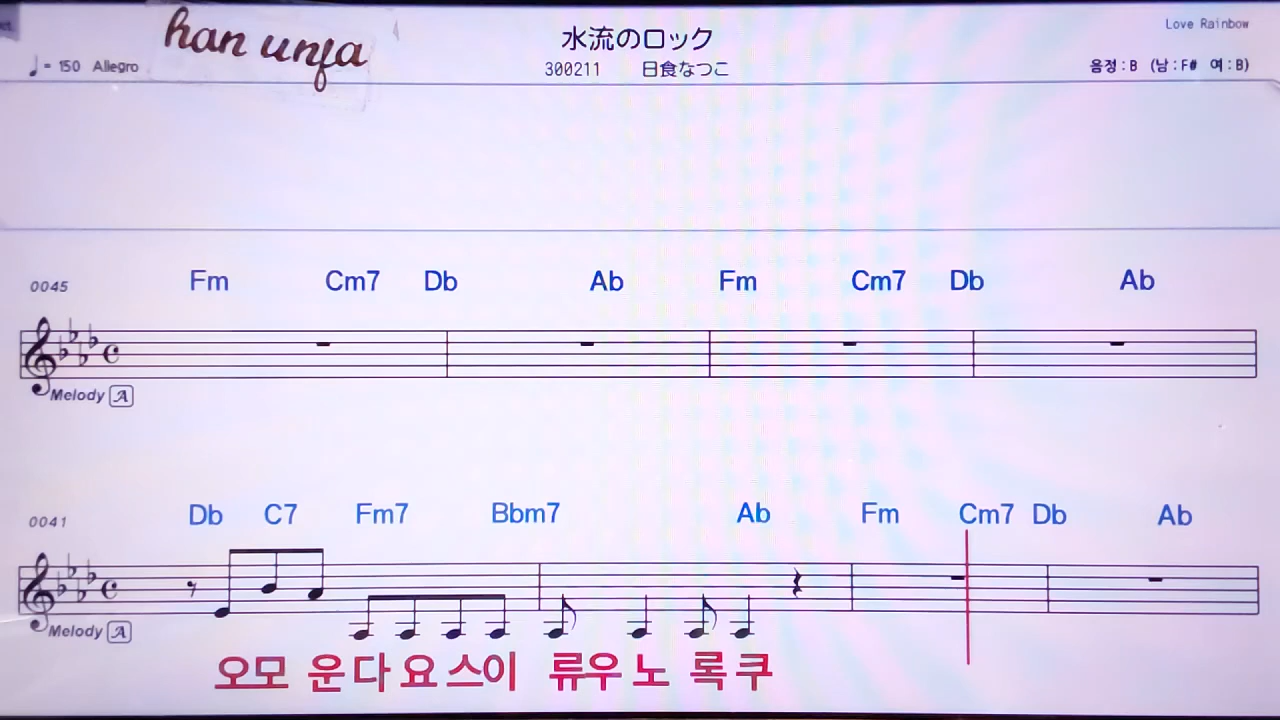 han unfa
水流のロック
Love Rainbow
♩= 150 Allegro
300211 日食なつこ
음정:B (남:F# 여:B)
0045 Fm Cm7 Db Ab Fm Cm7 Db Ab
Melody A
0041 Db C7 Fm7 Bbm7 Ab Fm Cm7 Db Ab
Melody A
오모 운다요스이 류우노 록쿠